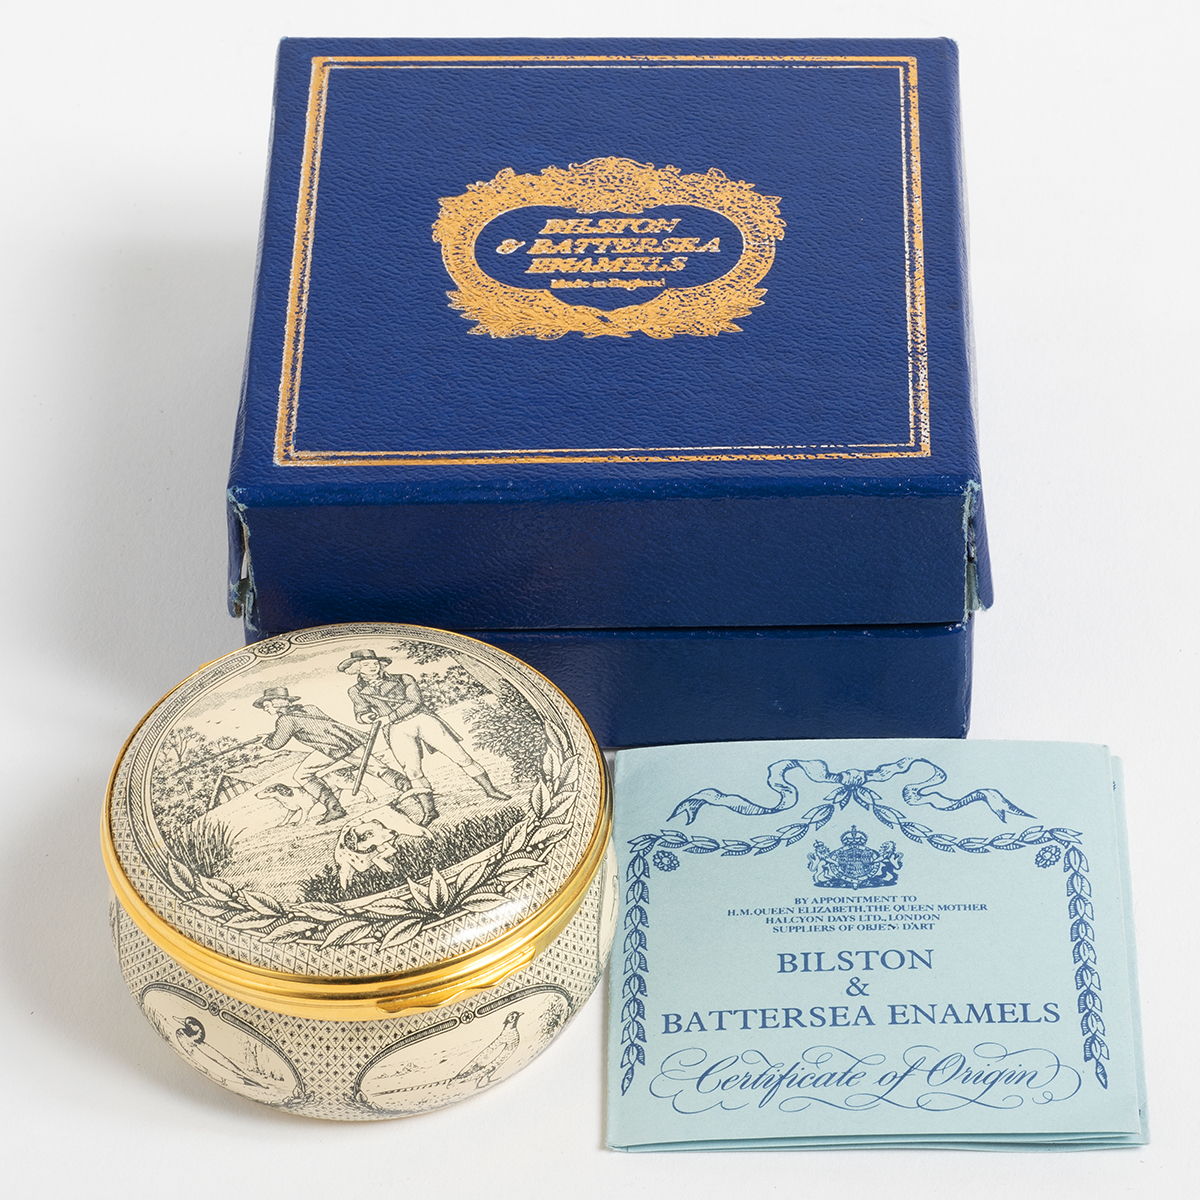 BILSTON
& BATTERSEA
ENAMELS
Made in England
BY APPOINTMENT TO
H.M. QUEEN ELIZABETH, THE QUEEN MOTHER
HALCYON DAYS LTD., LONDON
SUPPLIERS OF OBJETS D'ART
BILSTON
&
BATTERSEA ENAMELS
Certificate of Origin